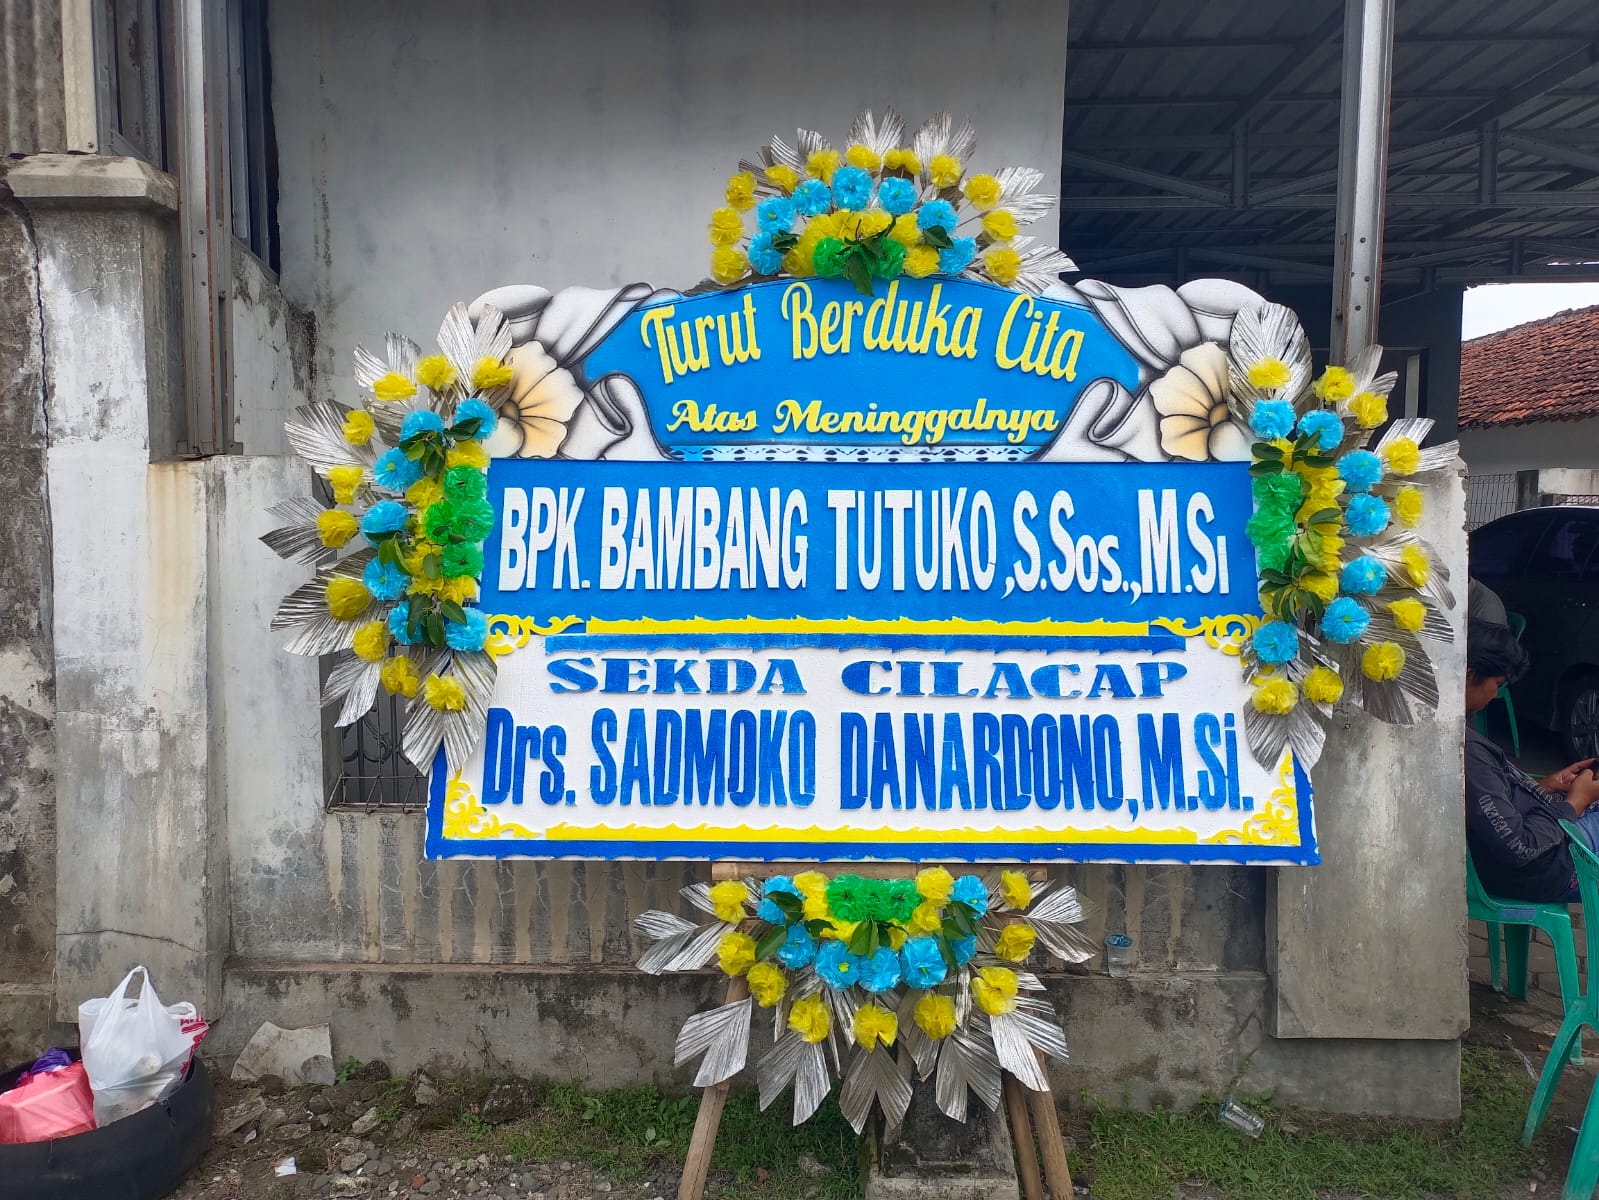 Turut Berduka Cita
Atas Meninggalnya
BPK. BAMBANG TUTUKO,S.Sos.,M.Si
SEKDA CILACAP
Drs. SADMOKO DANARDONO,M.Si.